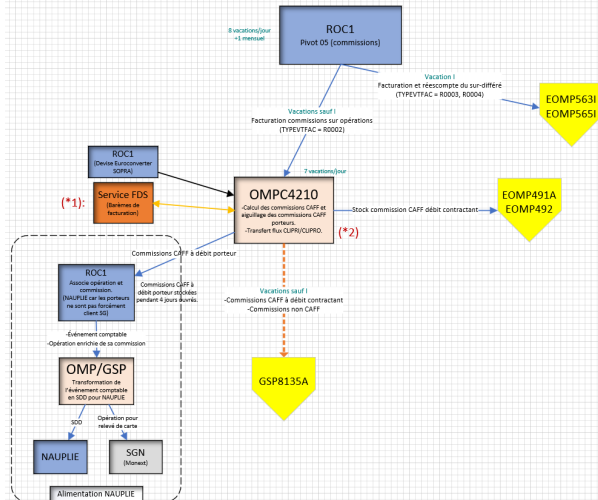 8 vacations/jour
+1 mensuel
ROC1
Pivot 05 (commissions)
Vacation I
Facturation et réescompte du sur-différé
(TYPEVTFAC = R0003, R0004)
Vacations sauf I
Facturation commissions sur opérations
(TYPEVTFAC = R0002)
EOMP563I
EOMP565I
ROC1
(Devise Euroconverter
SOPRA)
7 vacations/jour
(*1):
Service FDS
(Barèmes de
facturation)
OMPC4210
-Calcul des commissions CAFF et
aiguillage des commissions CAFF
porteurs.
-Transfert flux CLIPRI/CLIPRO.
Stock commission CAFF débit contractant
EOMP491A
EOMP492
(*2)
Commissions CAFF à débit porteur
ROC1
Associe opération et
commission.
(NAUPLIE car les porteurs
ne sont pas forcément
client SG)
Commissions CAFF à
débit porteur stockées
pendant 4 jours ouvrés.
Vacations sauf I
-Commissions CAFF à débit contractant
-Commissions non CAFF
-Événement comptable
-Opération enrichie de sa commission
OMP/GSP
Transformation de
l'événement comptable
en SDD pour NAUPLIE
GSP8135A
SDD
Opération pour
relevé de carte
NAUPLIE
SGN
(Monext)
Alimentation NAUPLIE